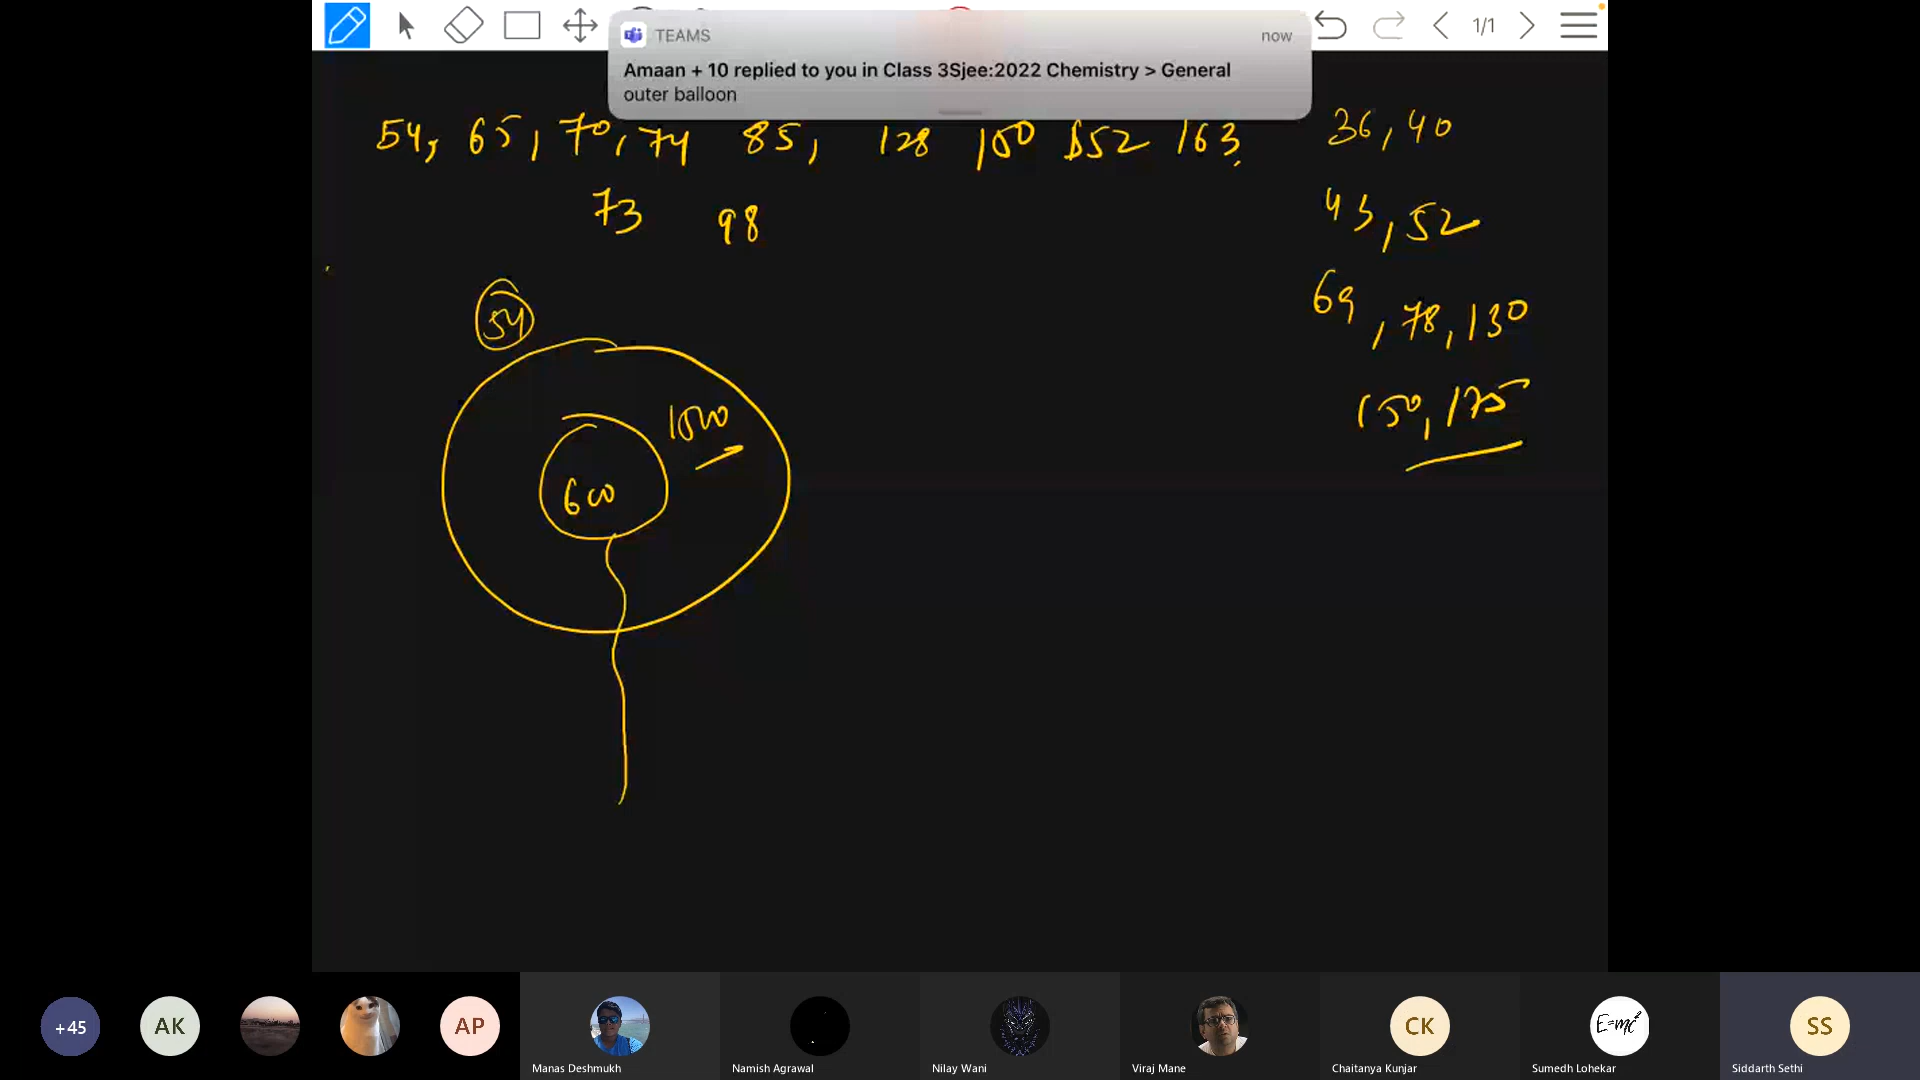 1/1
TEAMS
now
Amaan + 10 replied to you in Class 3Sjee:2022 Chemistry > General
outer balloon
54, 65, 70, 74 85, 128 150 152 163
36, 40
73 98
43, 52
54
69, 78, 130
1500
150, 175
600
+45
AK
AP
CK
E=mc²
SS
Manas Deshmukh
Namish Agrawal
Nilay Wani
Viraj Mane
Chaitanya Kunjar
Sumedh Lohekar
Siddarth Sethi